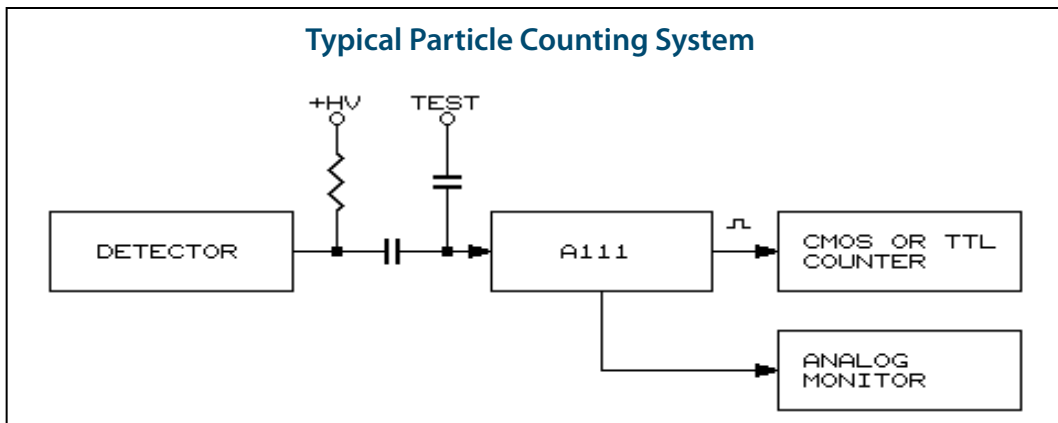 Typical Particle Counting System
+HV
TEST
DETECTOR
A111
CMOS OR TTL
COUNTER
ANALOG
MONITOR